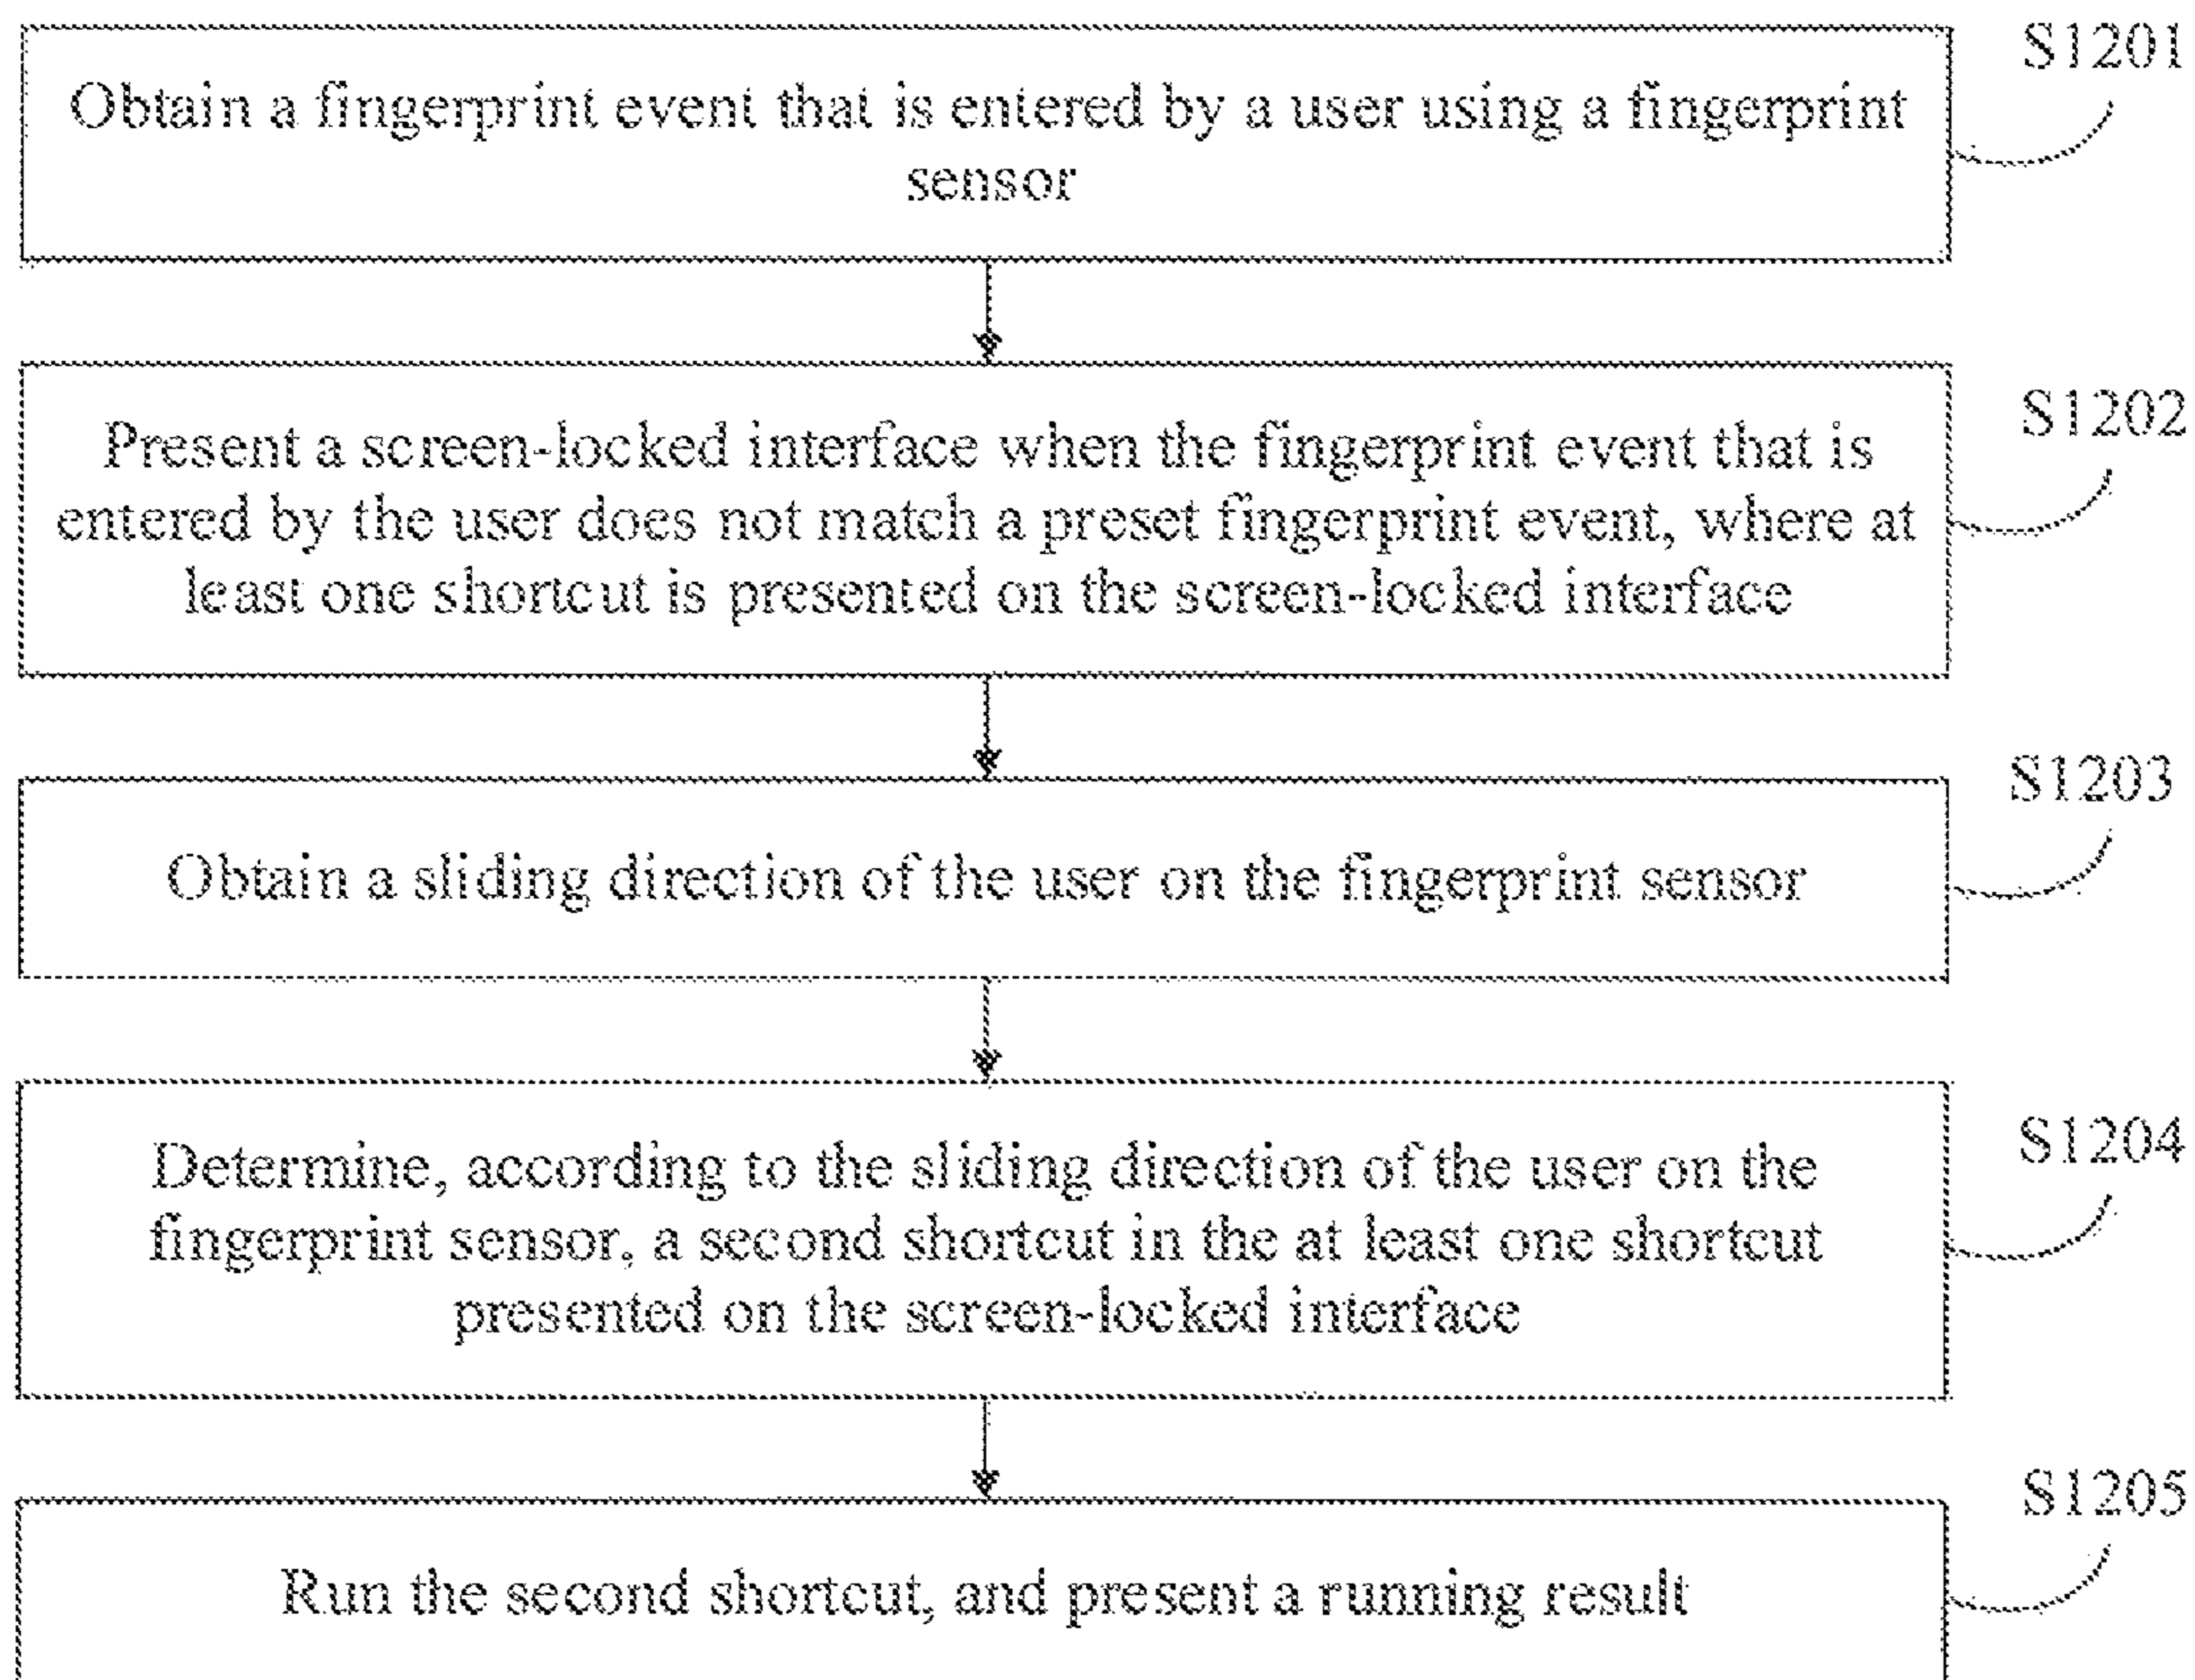 S1201
Obtain a fingerprint event that is entered by a user using a fingerprint
sensor
S1202
Present a screen-locked interface when the fingerprint event that is
entered by the user does not match a preset fingerprint event, where at
least one shortcut is presented on the screen-locked interface
S1203
Obtain a sliding direction of the user on the fingerprint sensor
S1204
Determine, according to the sliding direction of the user on the
fingerprint sensor, a second shortcut in the at least one shortcut
presented on the screen-locked interface
S1205
Run the second shortcut, and present a running result